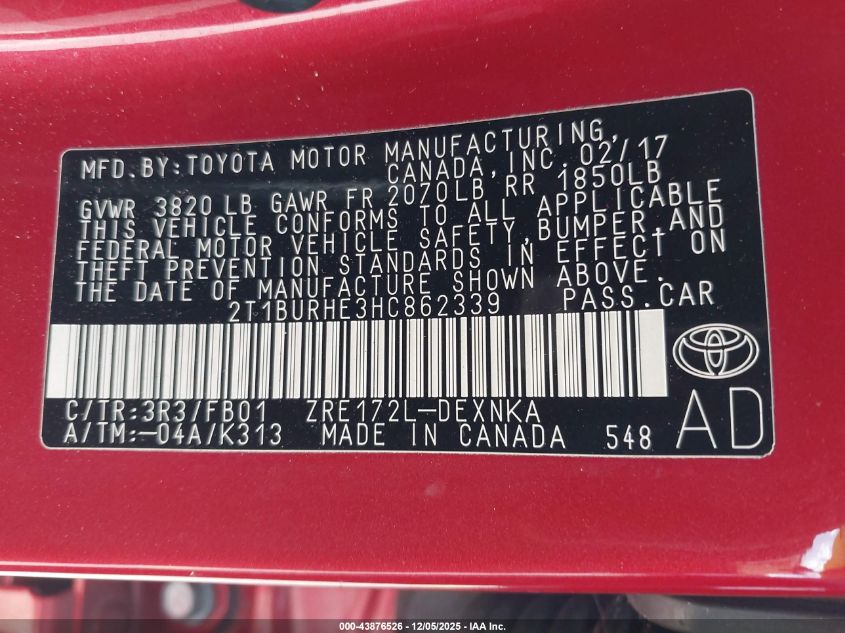 MFD. BY: TOYOTA MOTOR MANUFACTURING,
CANADA, INC. 02/17
GVWR 3820 LB GAWR FR 2070LB RR 1850LB
THIS VEHICLE CONFORMS TO ALL APPLICABLE
FEDERAL MOTOR VEHICLE SAFETY, BUMPER, AND
THEFT PREVENTION STANDARDS IN EFFECT ON
THE DATE OF MANUFACTURE SHOWN ABOVE.
2T1BURHE3HC862339 PASS.CAR
C/TR:3R3/FB01 ZRE172L-DEXNKA
A/TM:-04A/K313 MADE IN CANADA 548 AD
000-43876526 - 12/05/2025 - IAA Inc.